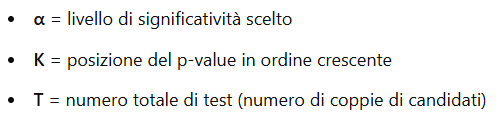 • α = livello di significatività scelto
• K = posizione del p-value in ordine crescente
• T = numero totale di test (numero di coppie di candidati)